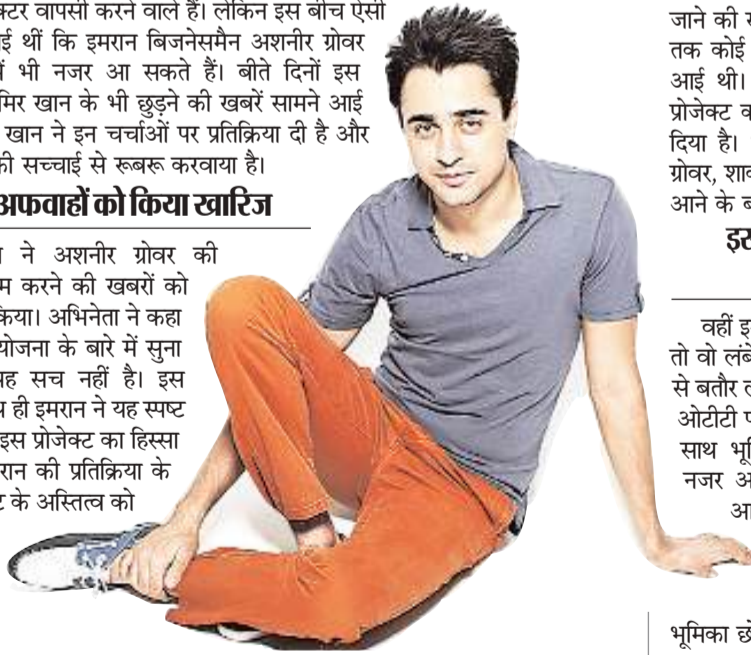 क्टर वापसी करने वाले हैं। लेकिन इस बीच ऐसी
ई थीं कि इमरान बिजनेसमैन अशनीर ग्रोवर
में भी नजर आ सकते हैं। बीते दिनों इस
मिर खान के भी छुड़ने की खबरें सामने आई
खान ने इन चर्चाओं पर प्रतिक्रिया दी है और
की सच्चाई से रूबरू करवाया है।
अफवाहों को किया खारिज
ने अशनीर ग्रोवर की
म करने की खबरों को
किया। अभिनेता ने कहा
योजना के बारे में सुना
यह सच नहीं है। इस
ही इमरान ने यह स्पष्ट
इस प्रोजेक्ट का हिस्सा
रान की प्रतिक्रिया के
ट के अस्तित्व को
जाने की
तक कोई
आई थी।
प्रोजेक्ट
दिया है।
ग्रोवर,
आने के
वहीं
तो वो
से बतौर
ओटीटी
साथ
नजर
भूमिका